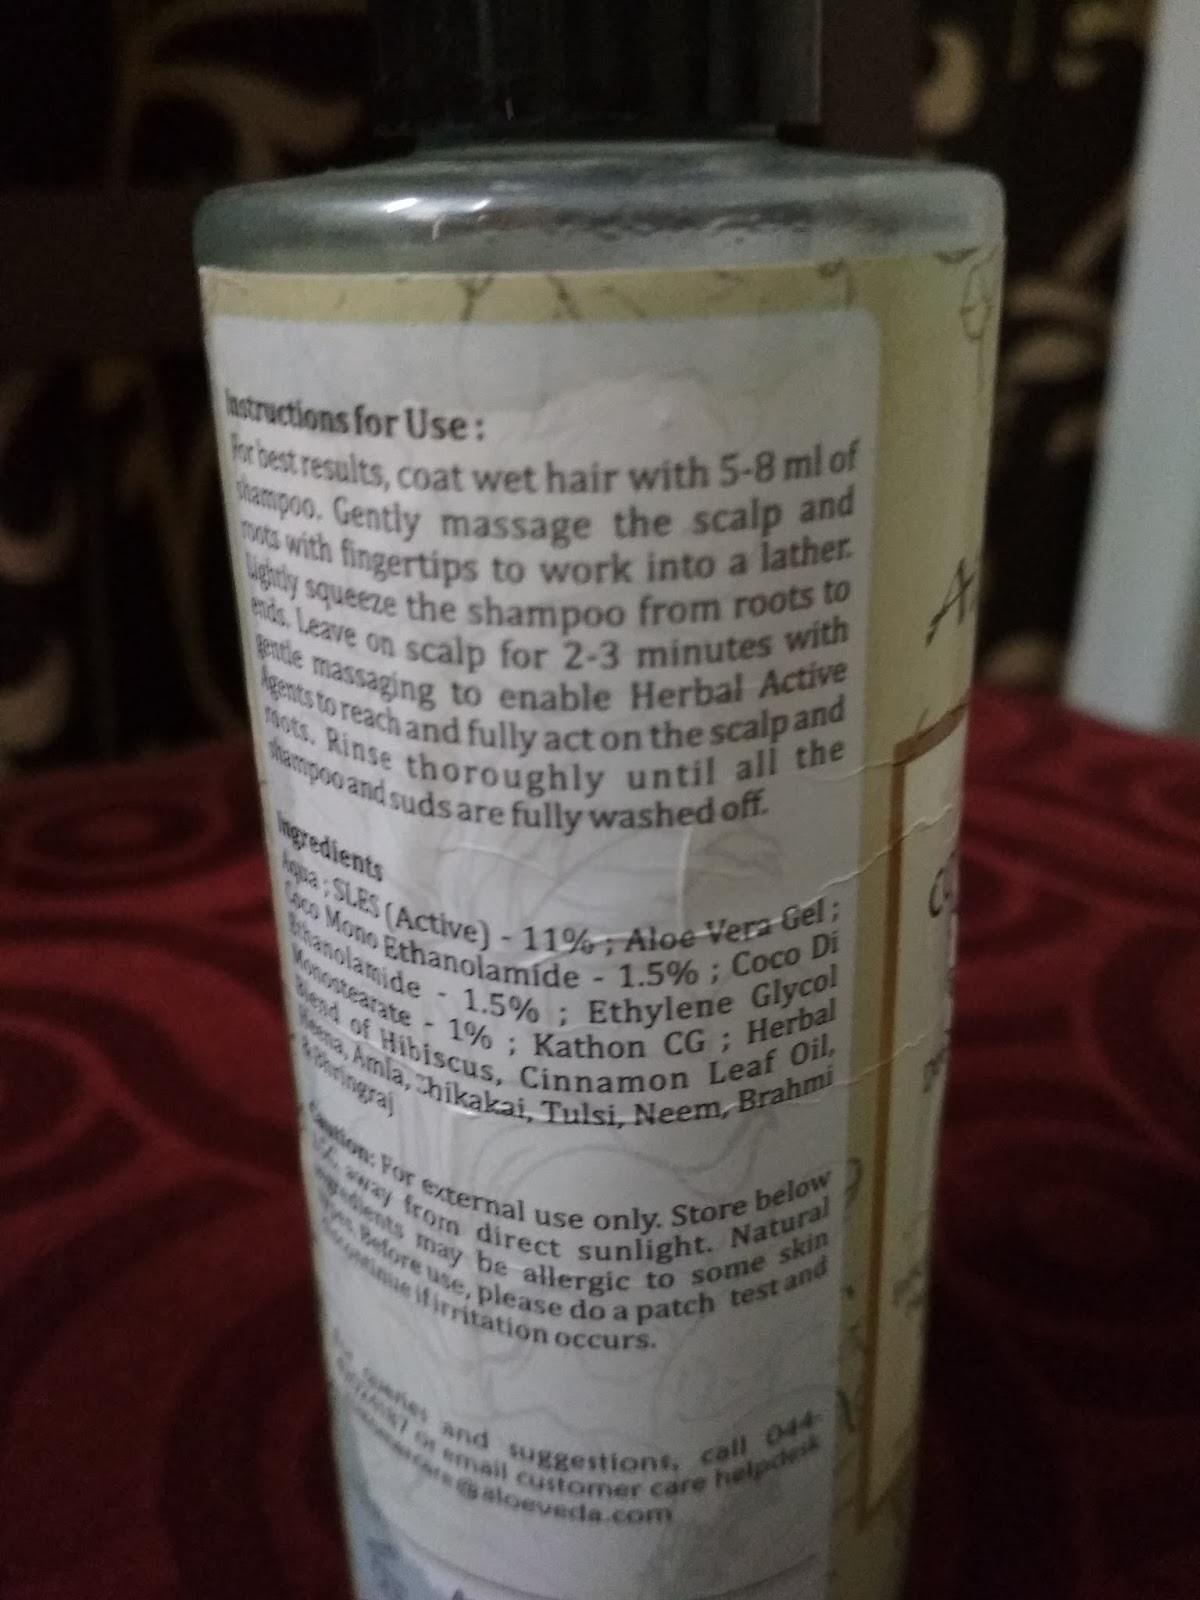 Instructions for Use :
For best results, coat wet hair with 5-8 ml of
shampoo. Gently massage the scalp and
roots with fingertips to work into a lather.
Lightly squeeze the shampoo from roots to
ends. Leave on scalp for 2-3 minutes with
gentle massaging to enable Herbal Active
Agents to reach and fully act on the scalp and
roots. Rinse thoroughly until all the
shampoo and suds are fully washed off.
Ingredients
Aqua ; SLES (Active) - 11% ; Aloe Vera Gel ;
Coco Mono Ethanolamide - 1.5% ; Coco Di
Ethanolamide - 1.5% ; Ethylene Glycol
Monostearate - 1% ; Kathon CG ; Herbal
Blend of Hibiscus, Cinnamon Leaf Oil,
Heena, Amla, Shikakai, Tulsi, Neem, Brahmi
& Bhringraj
Caution: For external use only. Store below
away from direct sunlight. Natural
ingredients may be allergic to some skin
types. Before use, please do a patch test and
discontinue if irritation occurs.
For queries and suggestions, call 044-
or email customer care helpdesk
@aloeveda.com